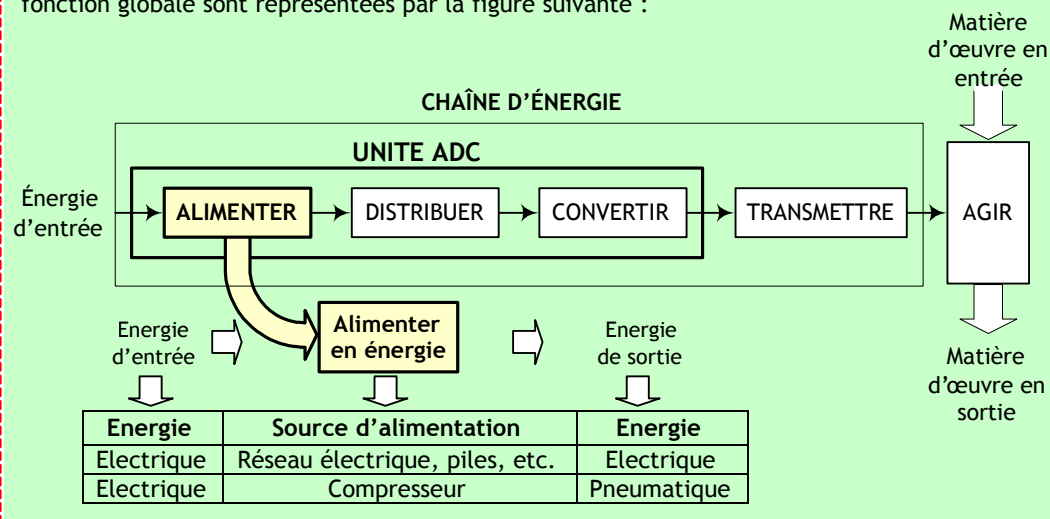 fonction globale sont représentées par la figure suivante :
Matière
d’œuvre en
entrée
CHAÎNE D’ÉNERGIE
UNITE ADC
Énergie
d’entrée
ALIMENTER
DISTRIBUER
CONVERTIR
TRANSMETTRE
AGIR
Energie
d’entrée
Alimenter
en énergie
Energie
de sortie
Matière
d’œuvre en
sortie
Energie Source d’alimentation Energie
Electrique Réseau électrique, piles, etc. Electrique
Electrique Compresseur Pneumatique